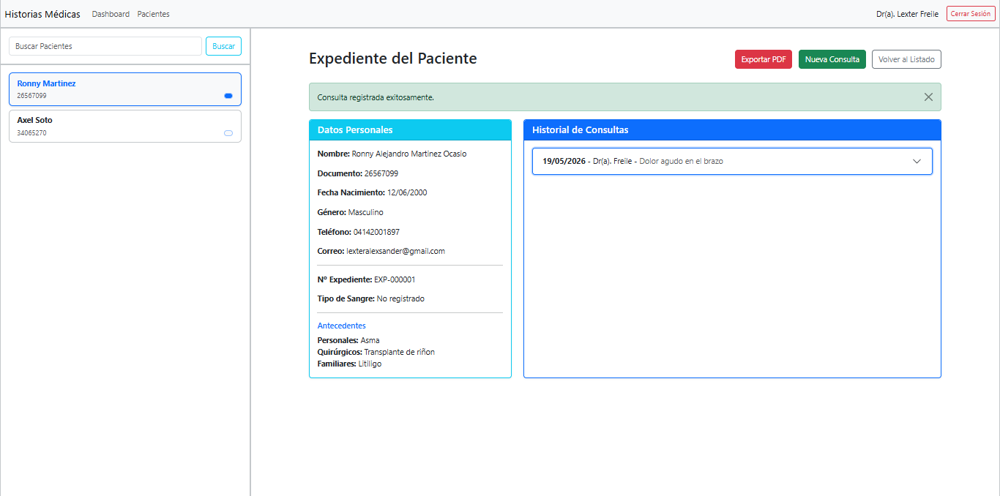 Historias Médicas Dashboard Pacientes Dr(a). Lexter Freile Cerrar Sesión
Buscar Pacientes Buscar
Ronny Martinez
26567099
Axel Soto
34065270
Expediente del Paciente Exportar PDF Nueva Consulta Volver al Listado
Consulta registrada exitosamente.
Datos Personales
Nombre: Ronny Alejandro Martinez Ocasio
Documento: 26567099
Fecha Nacimiento: 12/06/2000
Género: Masculino
Teléfono: 04142001897
Correo: lexteralexsander@gmail.com
Nº Expediente: EXP-000001
Tipo de Sangre: No registrado
Antecedentes
Personales: Asma
Quirúrgicos: Transplante de riñon
Familiares: Litiligo
Historial de Consultas
19/05/2026 - Dr(a). Freile - Dolor agudo en el brazo